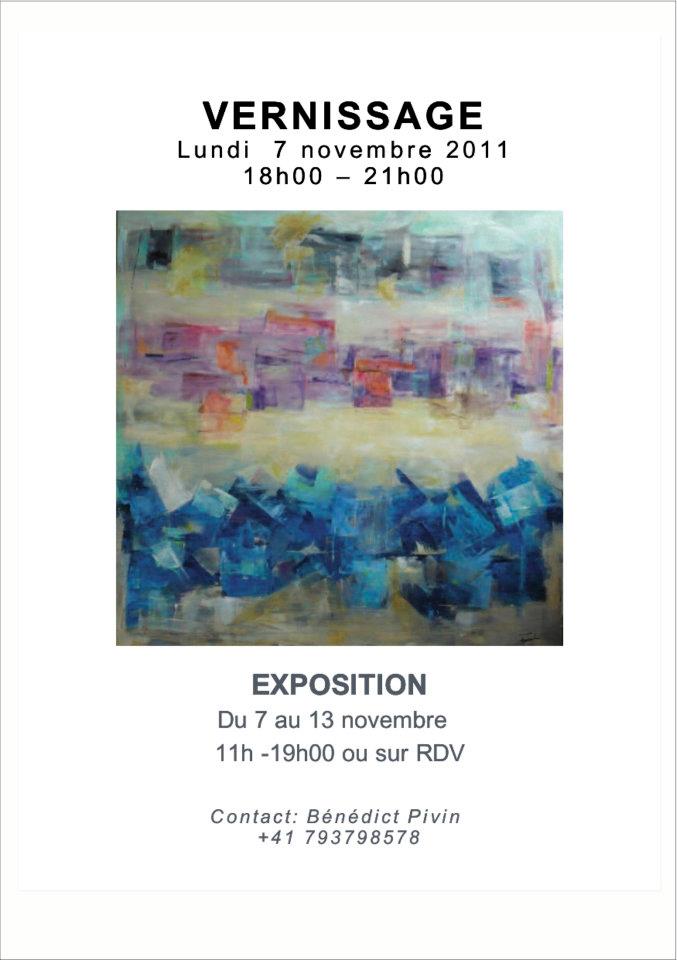 VERNISSAGE
Lundi 7 novembre 2011
18h00 – 21h00
EXPOSITION
Du 7 au 13 novembre
11h -19h00 ou sur RDV
Contact: Bénédict Pivin
+41 793798578